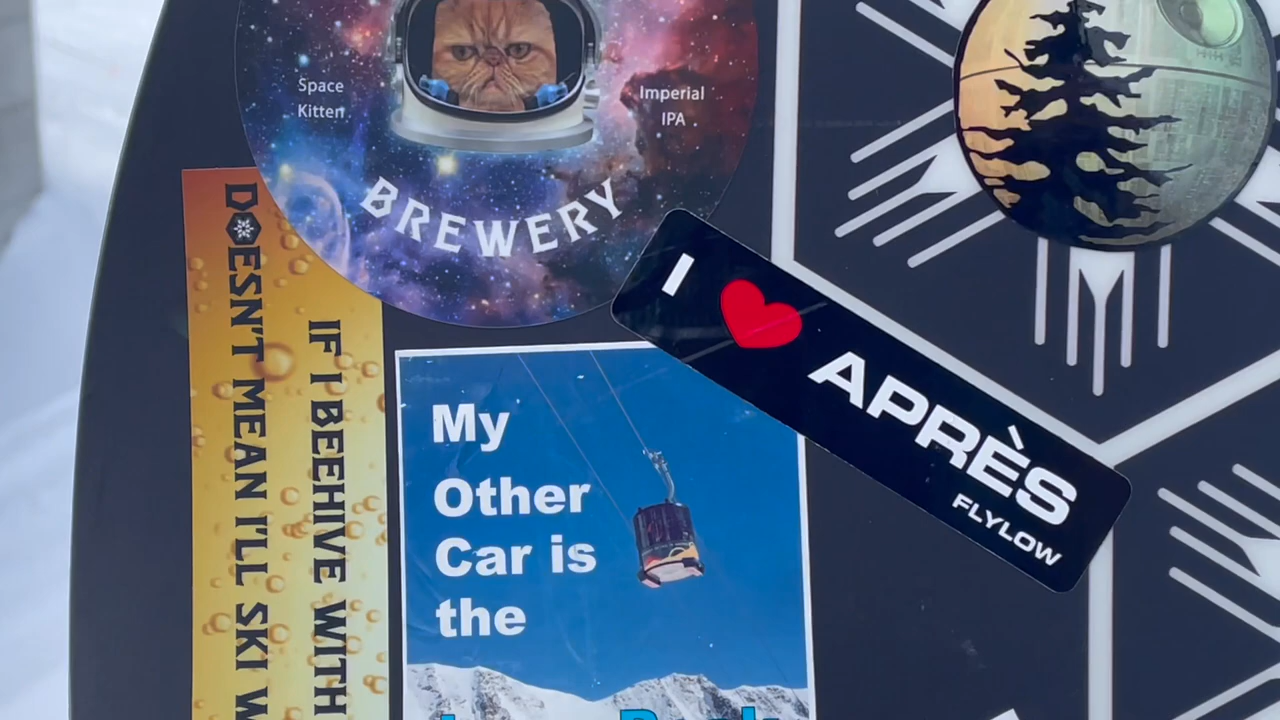 Space
Kitten
Imperial
IPA
BREWERY
I ❤ APRÈS
FLYLOW
My
Other
Car is
the
IF I BEEHIVE WITH
DOESN'T MEAN I'LL SKI